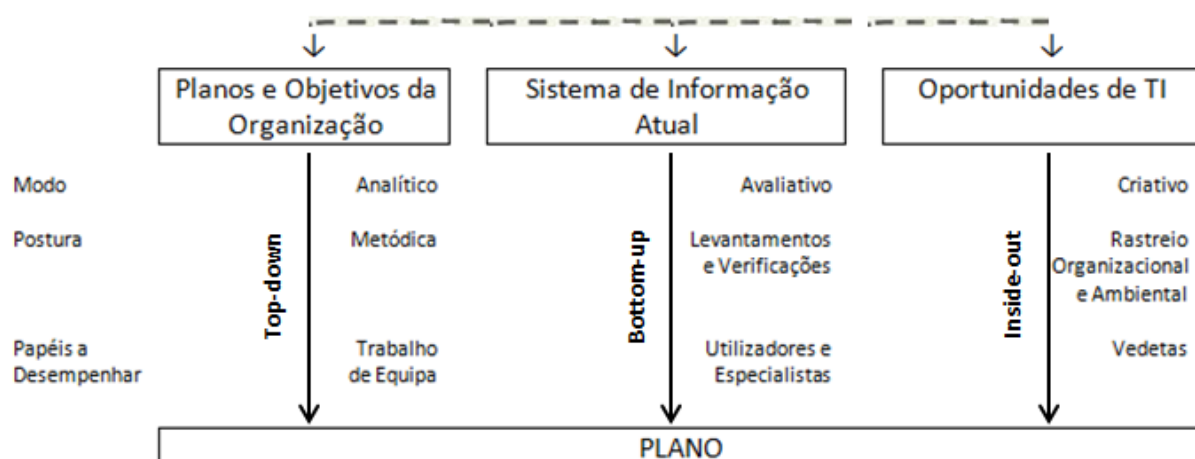 Planos e Objetivos da
Organização
Sistema de Informação
Atual
Oportunidades de TI
Modo
Analítico
Avaliativo
Criativo
Postura
Metódica
Levantamentos
e Verificações
Rastreio
Organizacional
e Ambiental
Top-down
Bottom-up
Inside-out
Papéis a
Desempenhar
Trabalho
de Equipa
Utilizadores e
Especialistas
Vedetas
PLANO